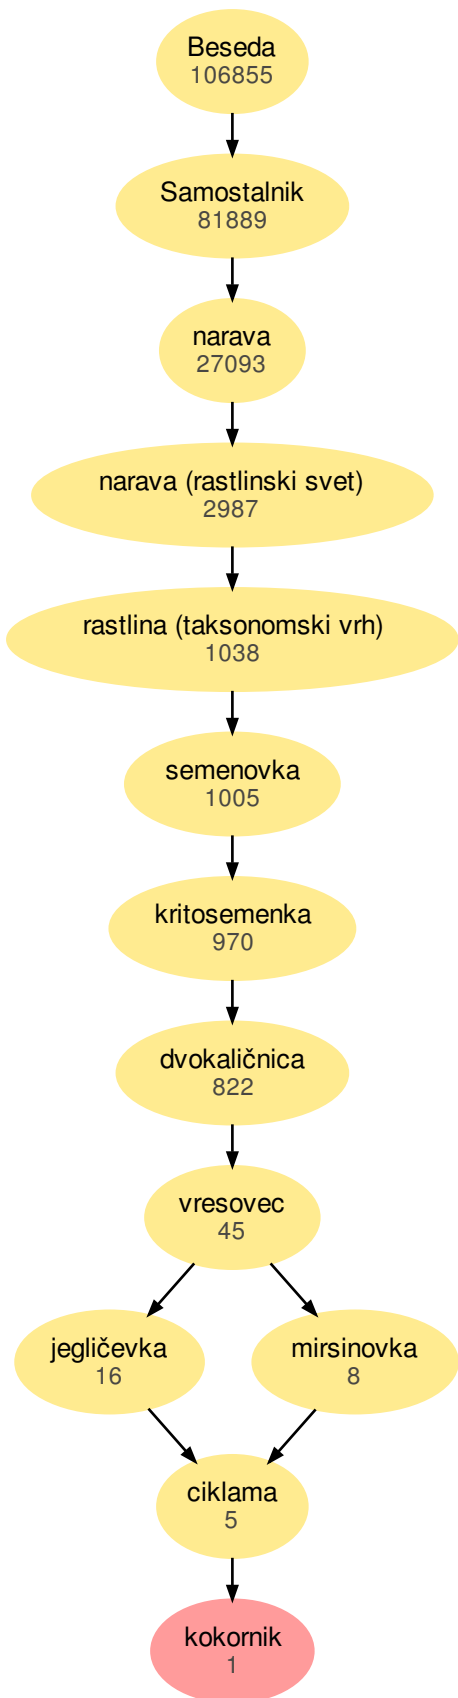 Beseda
106855
Samostalnik
81889
narava
27093
narava (rastlinski svet)
2987
rastlina (taksonomski vrh)
1038
semenovka
1005
kritosemenka
970
dvokaličnica
822
vresovec
45
jegličevka
16
mirsinovka
8
ciklama
5
kokornik
1